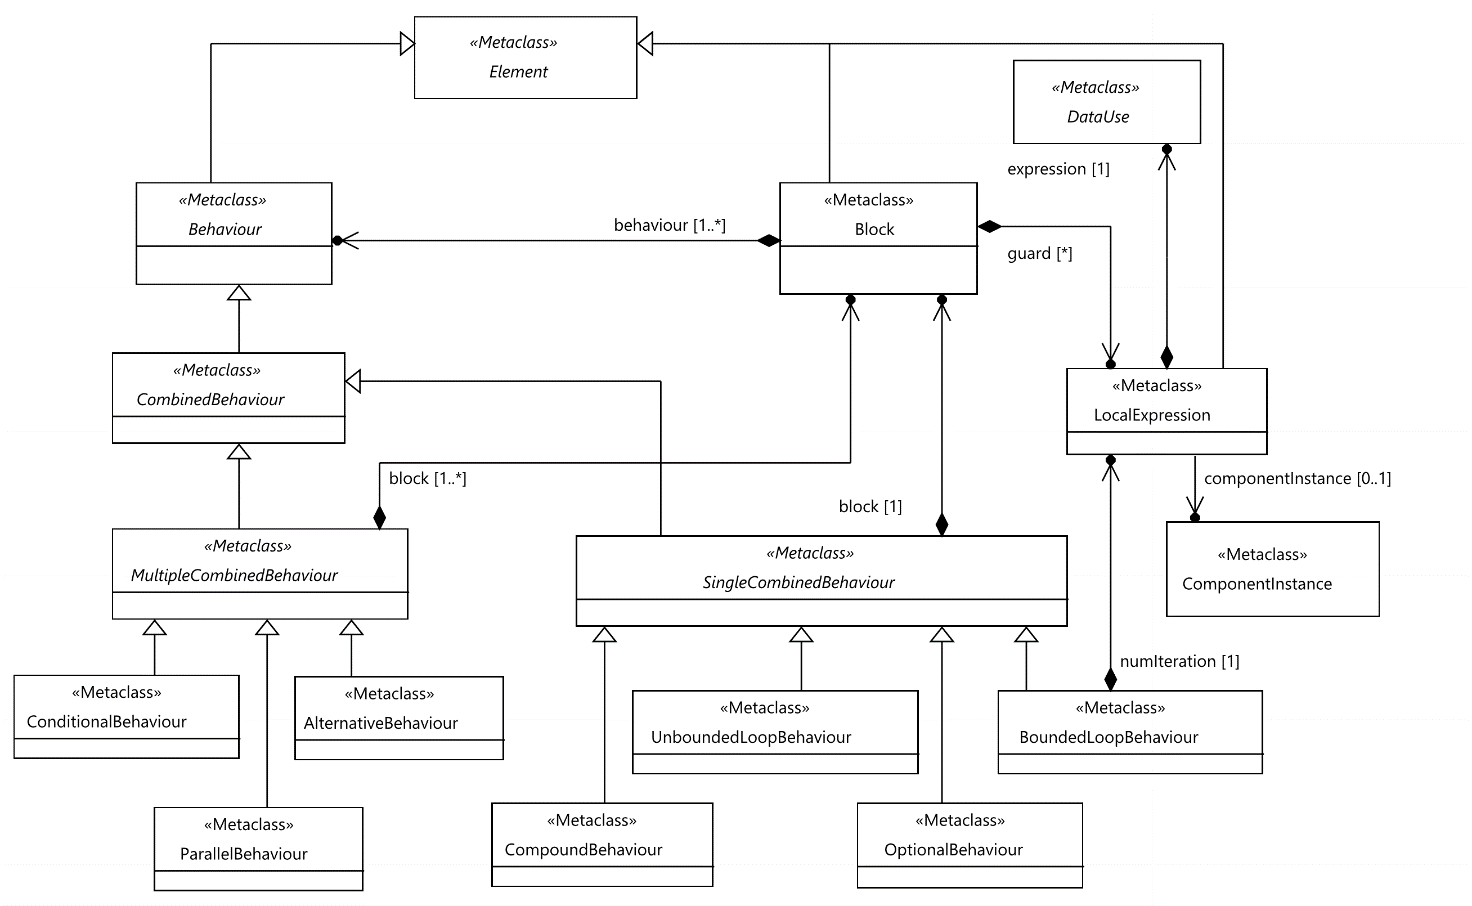 «Metaclass»
Element
«Metaclass»
DataUse
expression [1]
«Metaclass»
Behaviour
behaviour [1..*]
«Metaclass»
Block
guard [*]
«Metaclass»
CombinedBehaviour
«Metaclass»
LocalExpression
block [1..*]
block [1]
componentInstance [0..1]
«Metaclass»
MultipleCombinedBehaviour
«Metaclass»
SingleCombinedBehaviour
«Metaclass»
ComponentInstance
numIteration [1]
«Metaclass»
ConditionalBehaviour
«Metaclass»
AlternativeBehaviour
«Metaclass»
UnboundedLoopBehaviour
«Metaclass»
BoundedLoopBehaviour
«Metaclass»
ParallelBehaviour
«Metaclass»
CompoundBehaviour
«Metaclass»
OptionalBehaviour